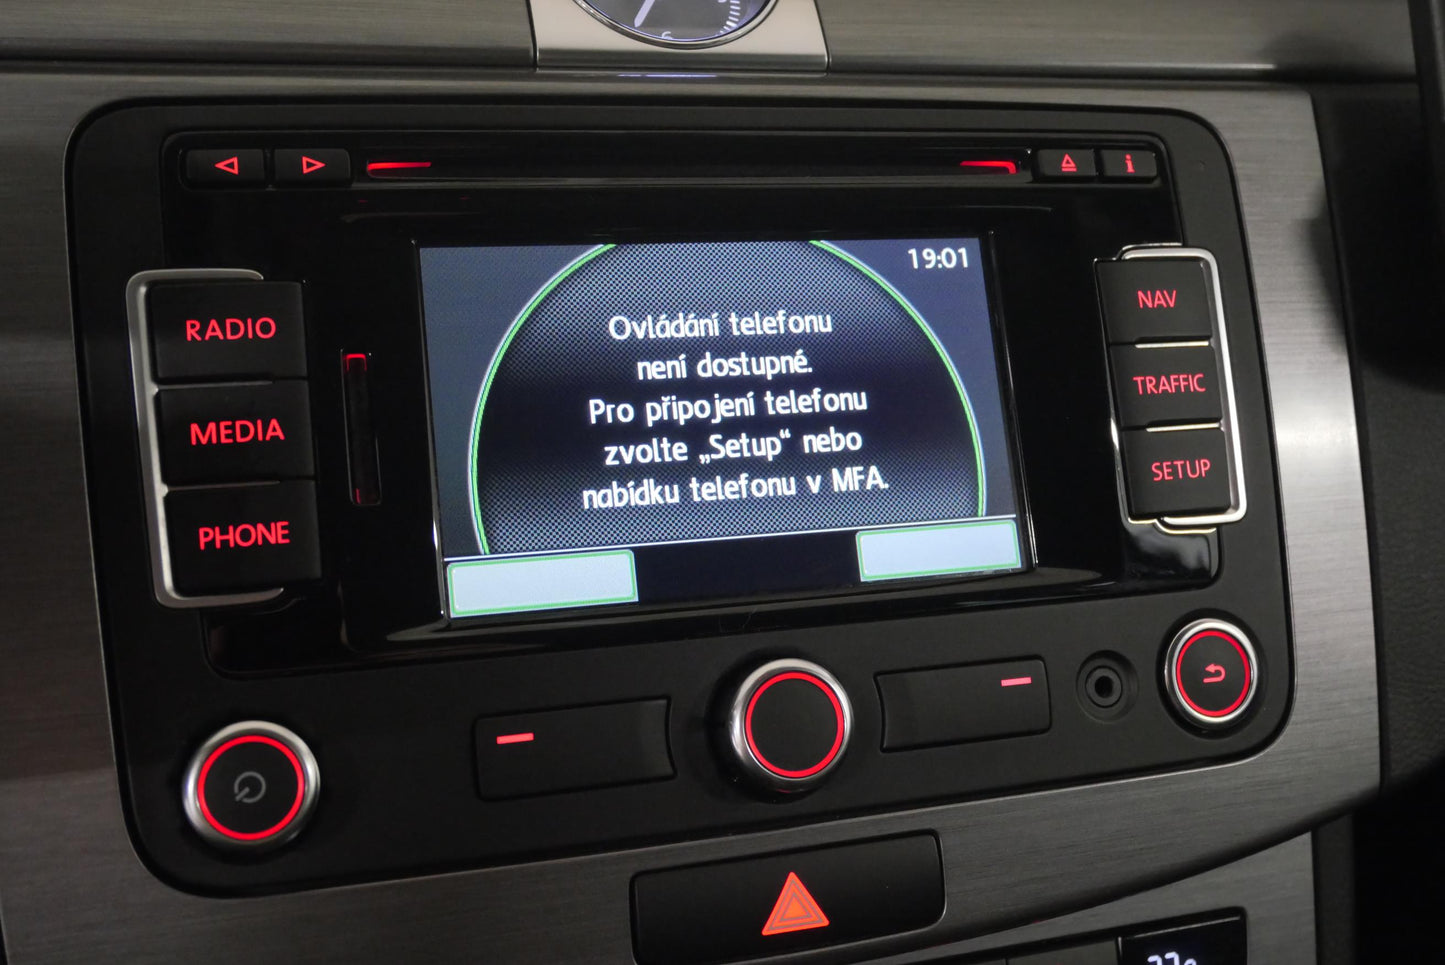 6
i
19:01
RADIO
MEDIA
PHONE
Ovládání telefonu
není dostupné.
Pro připojení telefonu
zvolte „Setup“ nebo
nabídku telefonu v MFA.
NAV
TRAFFIC
SETUP